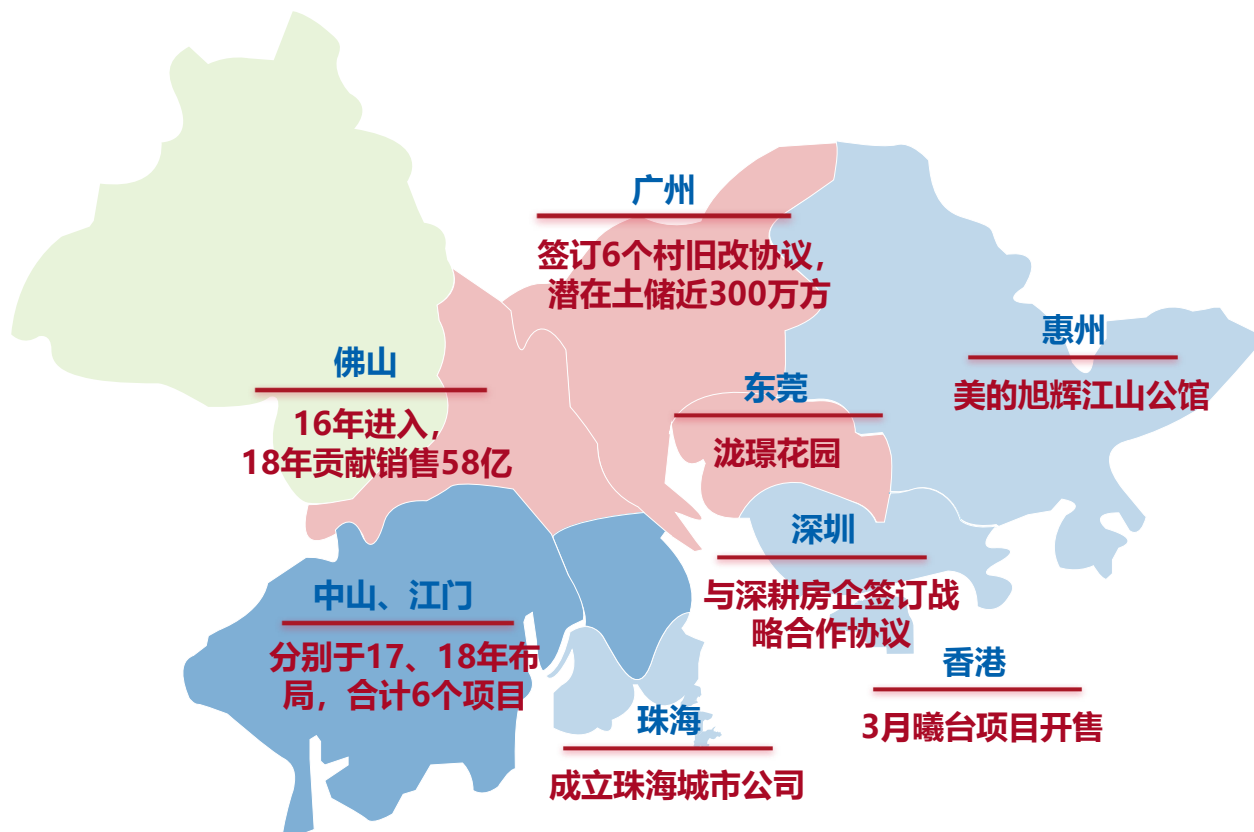 广州
签订6个村旧改协议，
潜在土储近300万方
惠州
美的旭辉江山公馆
佛山
16年进入，
18年贡献销售58亿
东莞
泷璟花园
深圳
与深耕房企签订战
略合作协议
中山、江门
分别于17、18年布
局，合计6个项目
香港
3月曦台项目开售
珠海
成立珠海城市公司